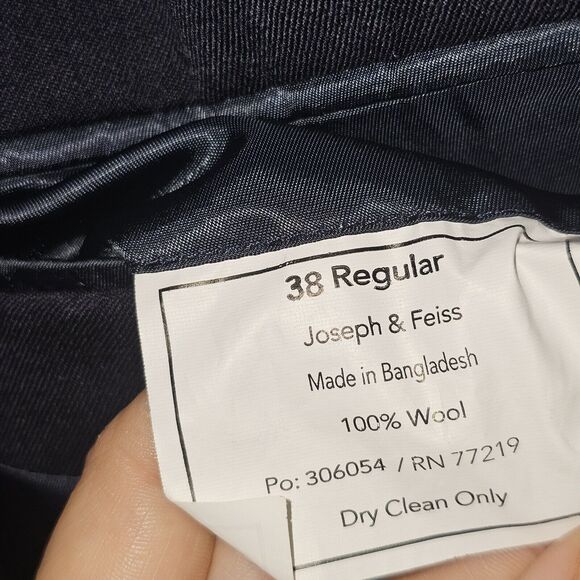 38 Regular
Joseph & Feiss
Made in Bangladesh
100% Wool
Po: 306054 / RN 77219
Dry Clean Only